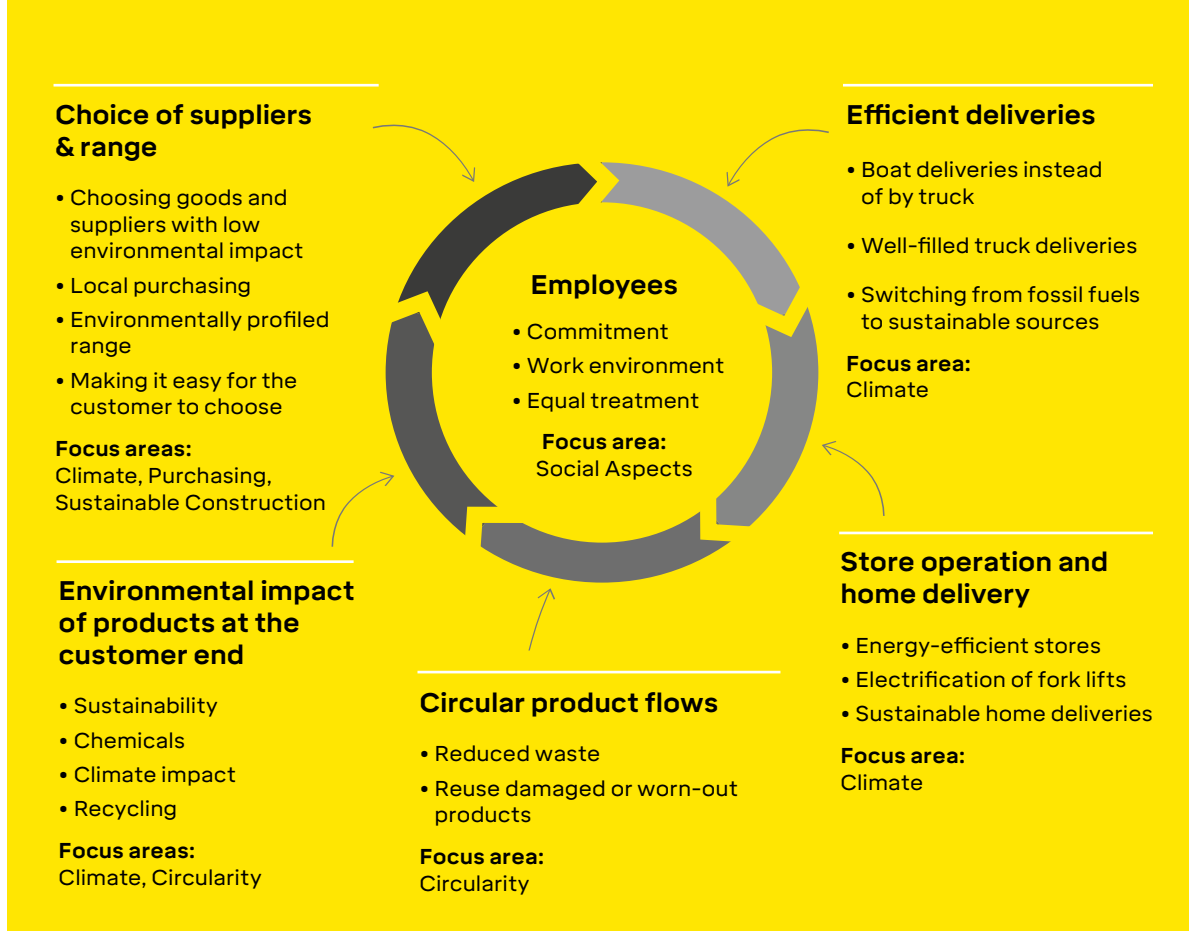 Choice of suppliers
& range
• Choosing goods and
suppliers with low
environmental impact
• Local purchasing
• Environmentally profiled
range
• Making it easy for the
customer to choose
Focus areas:
Climate, Purchasing,
Sustainable Construction
Efficient deliveries
• Boat deliveries instead
of by truck
• Well-filled truck deliveries
• Switching from fossil fuels
to sustainable sources
Focus area:
Climate
Employees
• Commitment
• Work environment
• Equal treatment
Focus area:
Social Aspects
Store operation and
home delivery
• Energy-efficient stores
• Electrification of fork lifts
• Sustainable home deliveries
Focus area:
Climate
Circular product flows
• Reduced waste
• Reuse damaged or worn-out
products
Focus area:
Circularity
Environmental impact
of products at the
customer end
• Sustainability
• Chemicals
• Climate impact
• Recycling
Focus areas:
Climate, Circularity